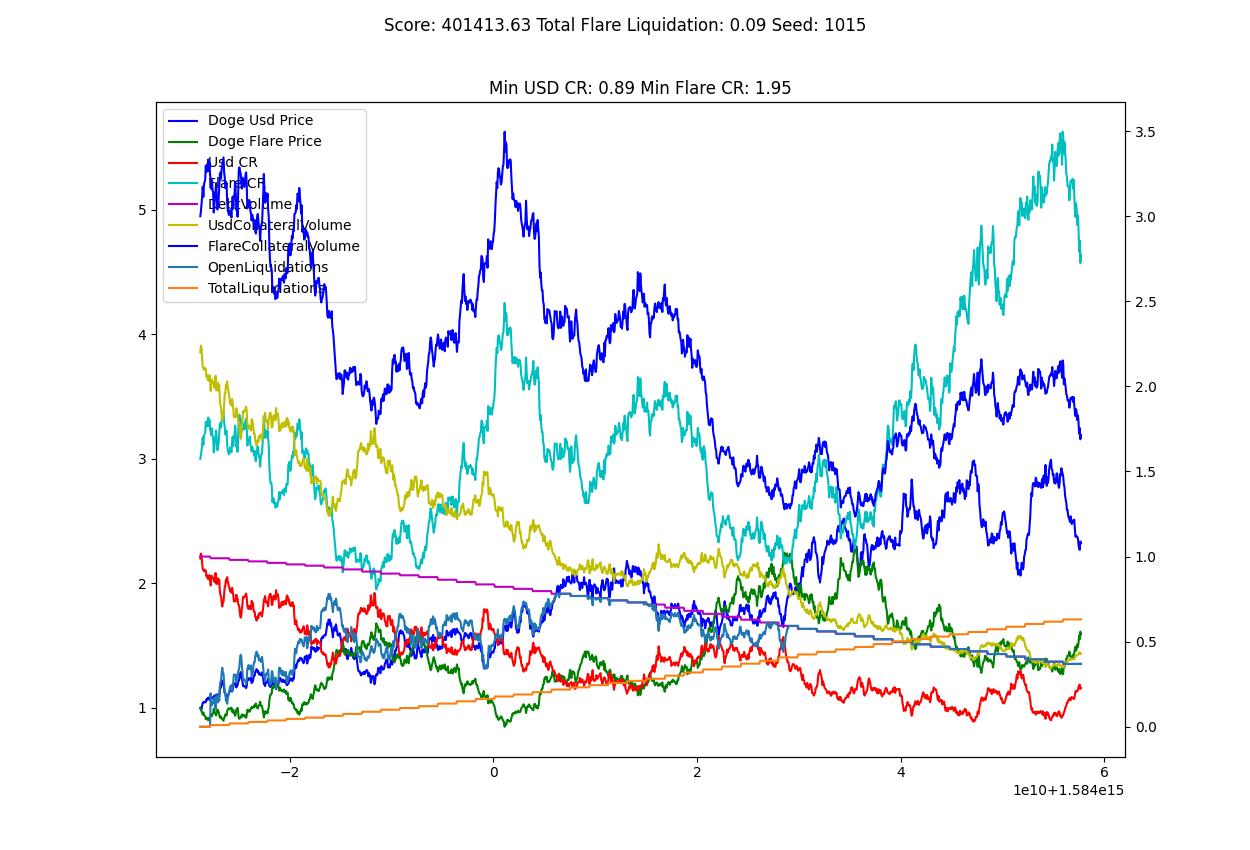 Score: 401413.63 Total Flare Liquidation: 0.09 Seed: 1015
Min USD CR: 0.89 Min Flare CR: 1.95
Doge Usd Price
Doge Flare Price
Usd CR
Flare CR
Debt Volume
UsdCollateralVolume
FlareCollateralVolume
OpenLiquidations
TotalLiquidations
5
4
3
2
1
3.5
3.0
2.5
2.0
1.5
1.0
0.5
0.0
−2 0 2 4 6
1e10+1.584e15